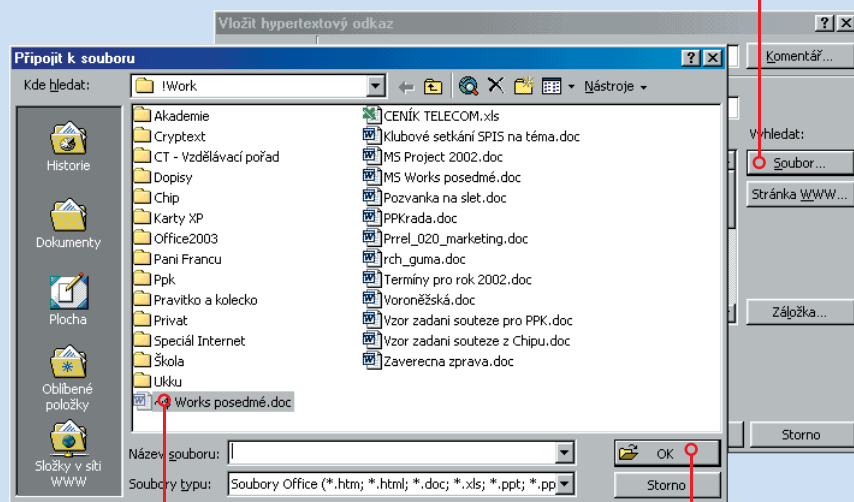 Vložit hypertextový odkaz
Připojit k souboru
Komentář...
Kde hledat:
!Work
Nástroje
Historie
Dokumenty
Plocha
Oblíbené
položky
Složky v síti
WWW
Akademie
Cryptext
CT - Vzdělávací pořad
Dopisy
Chip
Karty XP
Office2003
Pani Francu
Ppk
Pravitko a kolecko
Privat
Speciál Internet
Škola
Ukku
Works posedmé.doc
CENÍK TELECOM.xls
Klubové setkání SPIS na téma.doc
MS Project 2002.doc
MS Works posedmé.doc
Pozvanka na slet.doc
PPKrada.doc
Prrel_020_marketing.doc
rch_guma.doc
Termíny pro rok 2002.doc
Voroněžská.doc
Vzor zadani souteze pro PPK.doc
Vzor zadani souteze z Chipu.doc
Zaverecna zprava.doc
Vyhledat:
Soubor...
Stránka WWW...
Záložka...
Storno
Název souboru:
OK
Soubory typu:
Soubory Office (*.htm; *.html; *.doc; *.xls; *.ppt; *.pp
Storno